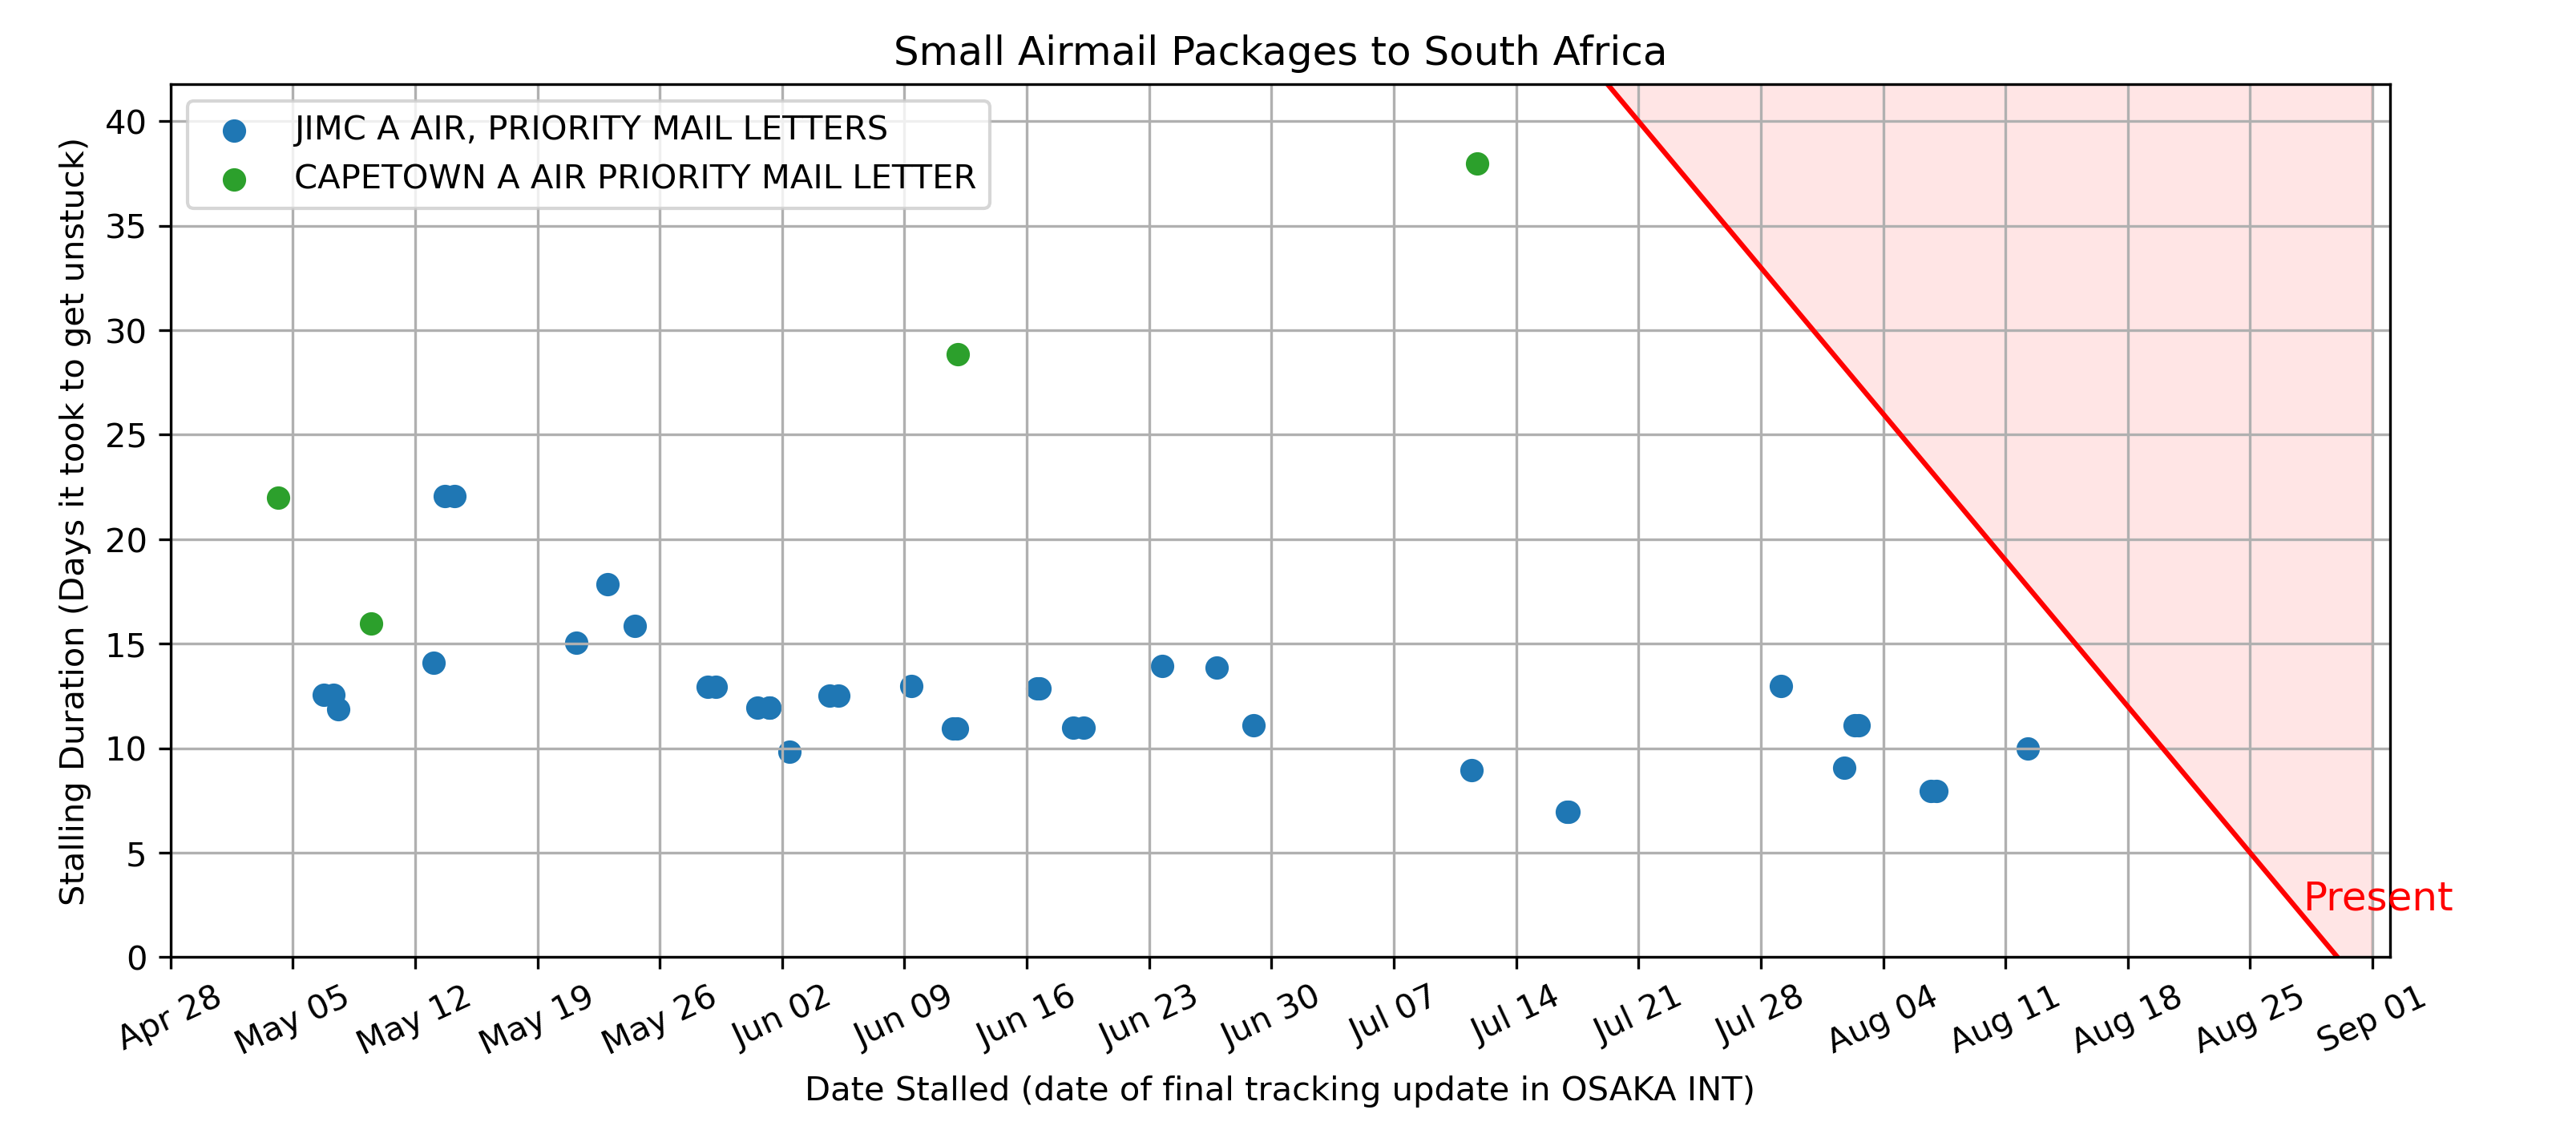 Small Airmail Packages to South Africa
JIMC A AIR, PRIORITY MAIL LETTERS
CAPETOWN A AIR PRIORITY MAIL LETTER
Stalling Duration (Days it took to get unstuck)
40
35
30
25
20
15
10
5
0
Present
Apr 28
May 05
May 12
May 19
May 26
Jun 02
Jun 09
Jun 16
Jun 23
Jun 30
Jul 07
Jul 14
Jul 21
Jul 28
Aug 04
Aug 11
Aug 18
Aug 25
Sep 01
Date Stalled (date of final tracking update in OSAKA INT)